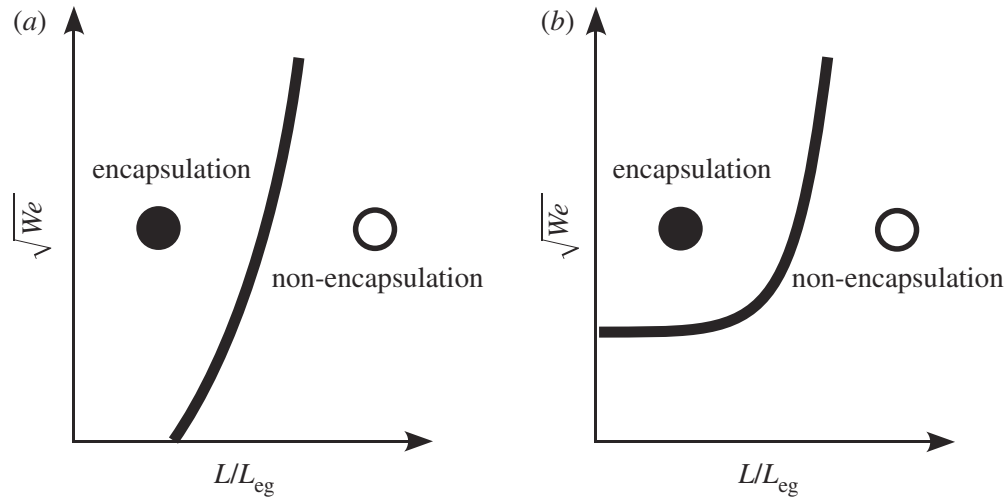 (a)
encapsulation
√We
non-encapsulation
L/Leg
(b)
encapsulation
√We
non-encapsulation
L/Leg